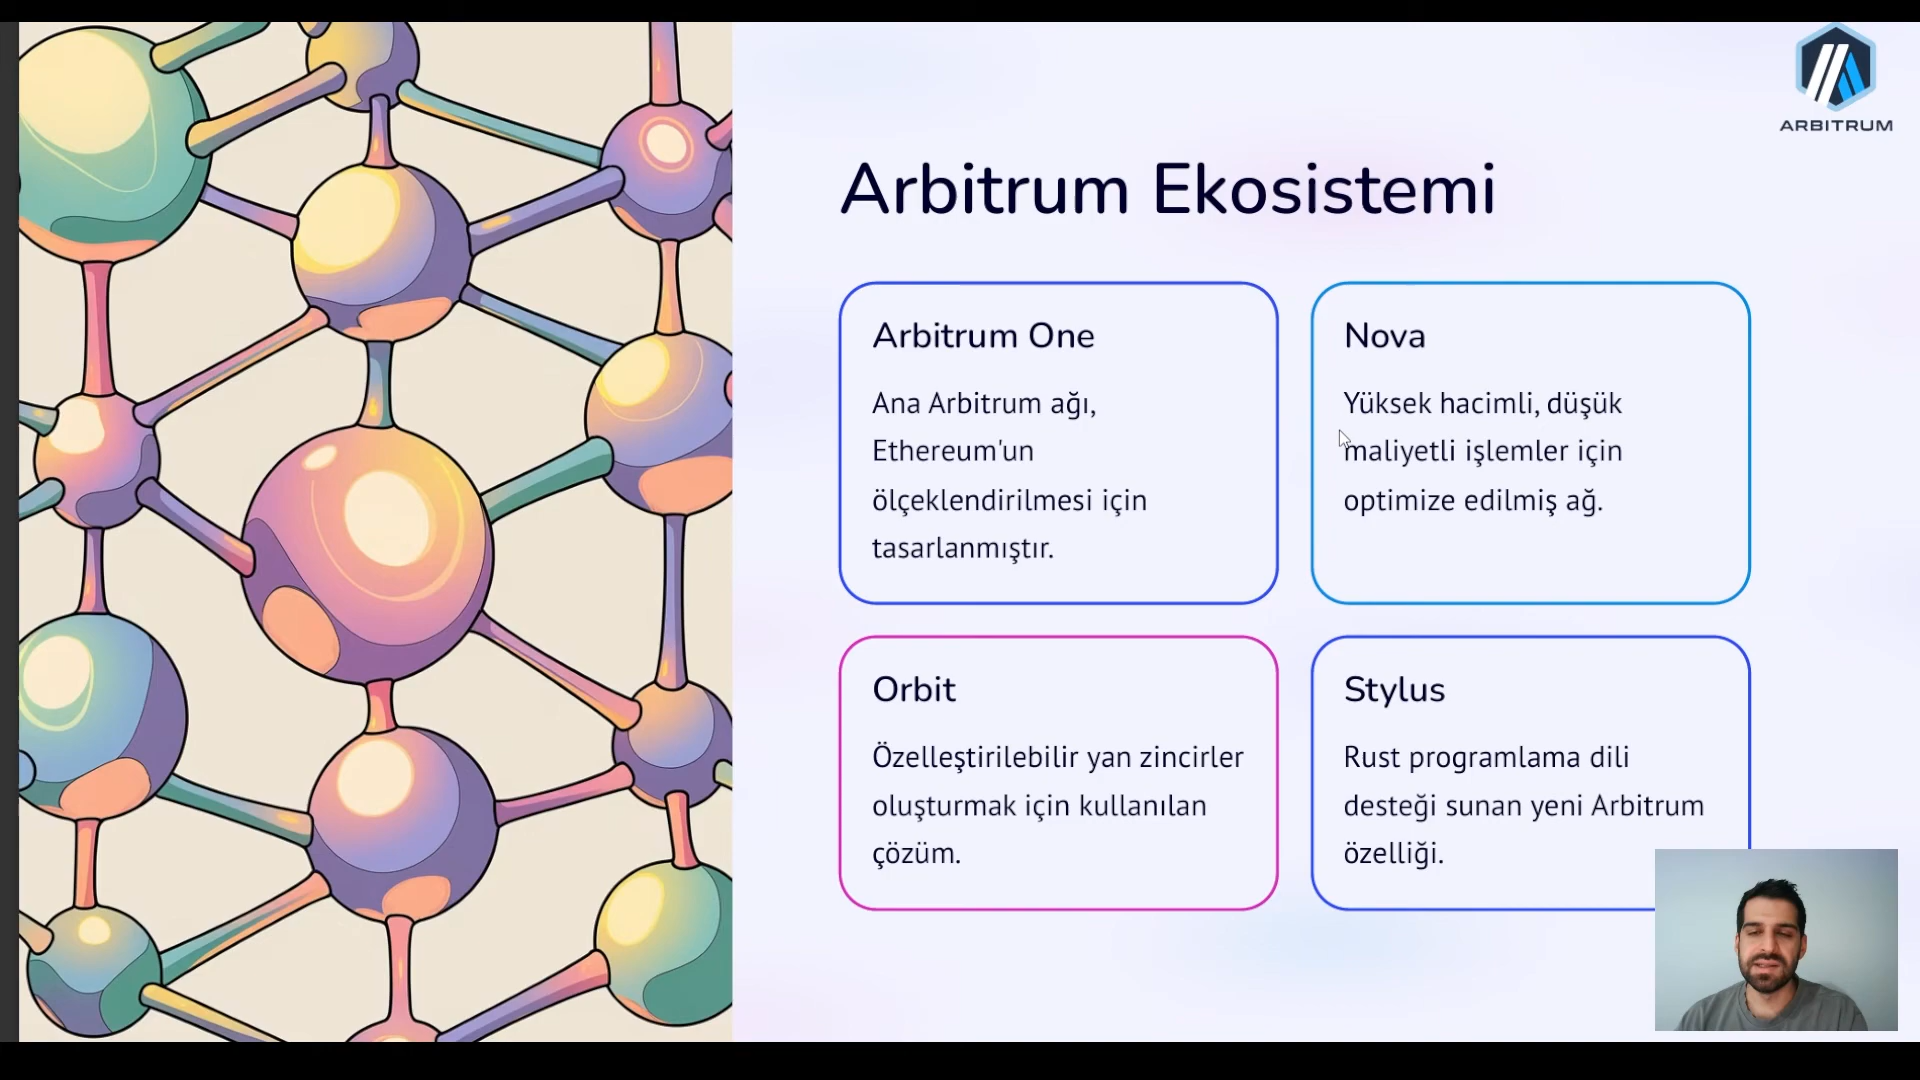 ARBITRUM
Arbitrum Ekosistemi
Arbitrum One
Ana Arbitrum ağı,
Ethereum'un
ölçeklendirilmesi için
tasarlanmıştır.
Nova
Yüksek hacimli, düşük
maliyetli işlemler için
optimize edilmiş ağ.
Orbit
Özelleştirilebilir yan zincirler
oluşturmak için kullanılan
çözüm.
Stylus
Rust programlama dili
desteği sunan yeni Arbitrum
özelliği.